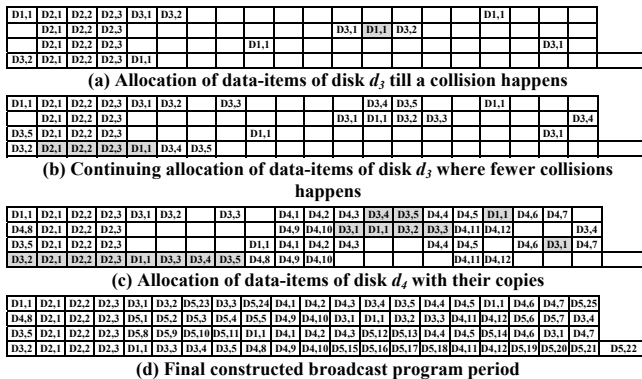 D1,1 D2,1 D2,2 D2,3 D3,1 D3,2 D1,1
D2,1 D2,2 D2,3 D3,1 D1,1 D3,2
D2,1 D2,2 D2,3 D1,1 D3,1
D3,2 D2,1 D2,2 D2,3 D1,1
(a) Allocation of data-items of disk d3 till a collision happens
D1,1 D2,1 D2,2 D2,3 D3,1 D3,2 D3,3 D3,4 D3,5 D1,1
D2,1 D2,2 D2,3 D3,1 D1,1 D3,2 D3,3 D3,4
D3,5 D2,1 D2,2 D2,3 D1,1 D3,1
D3,2 D2,1 D2,2 D2,3 D1,1 D3,4 D3,5
(b) Continuing allocation of data-items of disk d3 where fewer collisions
happens
D1,1 D2,1 D2,2 D2,3 D3,1 D3,2 D3,3 D4,1 D4,2 D4,3 D3,4 D3,5 D4,4 D4,5 D1,1 D4,6 D4,7
D4,8 D2,1 D2,2 D2,3 D4,9 D4,10 D3,1 D1,1 D3,2 D3,3 D4,11 D4,12 D3,4
D3,5 D2,1 D2,2 D2,3 D1,1 D4,1 D4,2 D4,3 D4,4 D4,5 D4,6 D3,1 D4,7
D3,2 D2,1 D2,2 D2,3 D1,1 D3,3 D3,4 D3,5 D4,8 D4,9 D4,10 D4,11 D4,12
(c) Allocation of data-items of disk d4 with their copies
D1,1 D2,1 D2,2 D2,3 D3,1 D3,2 D5,23 D3,3 D5,24 D4,1 D4,2 D4,3 D3,4 D3,5 D4,4 D4,5 D1,1 D4,6 D4,7 D5,25
D4,8 D2,1 D2,2 D2,3 D5,1 D5,2 D5,3 D5,4 D5,5 D4,9 D4,10 D3,1 D1,1 D3,2 D3,3 D4,11 D4,12 D5,6 D5,7 D3,4
D3,5 D2,1 D2,2 D2,3 D5,8 D5,9 D5,10 D5,11 D1,1 D4,1 D4,2 D4,3 D5,12 D5,13 D4,4 D4,5 D5,14 D4,6 D3,1 D4,7
D3,2 D2,1 D2,2 D2,3 D1,1 D3,3 D3,4 D3,5 D4,8 D4,9 D4,10 D5,15 D5,16 D5,17 D5,18 D4,11 D4,12 D5,19 D5,20 D5,21 D5,22
(d) Final constructed broadcast program period